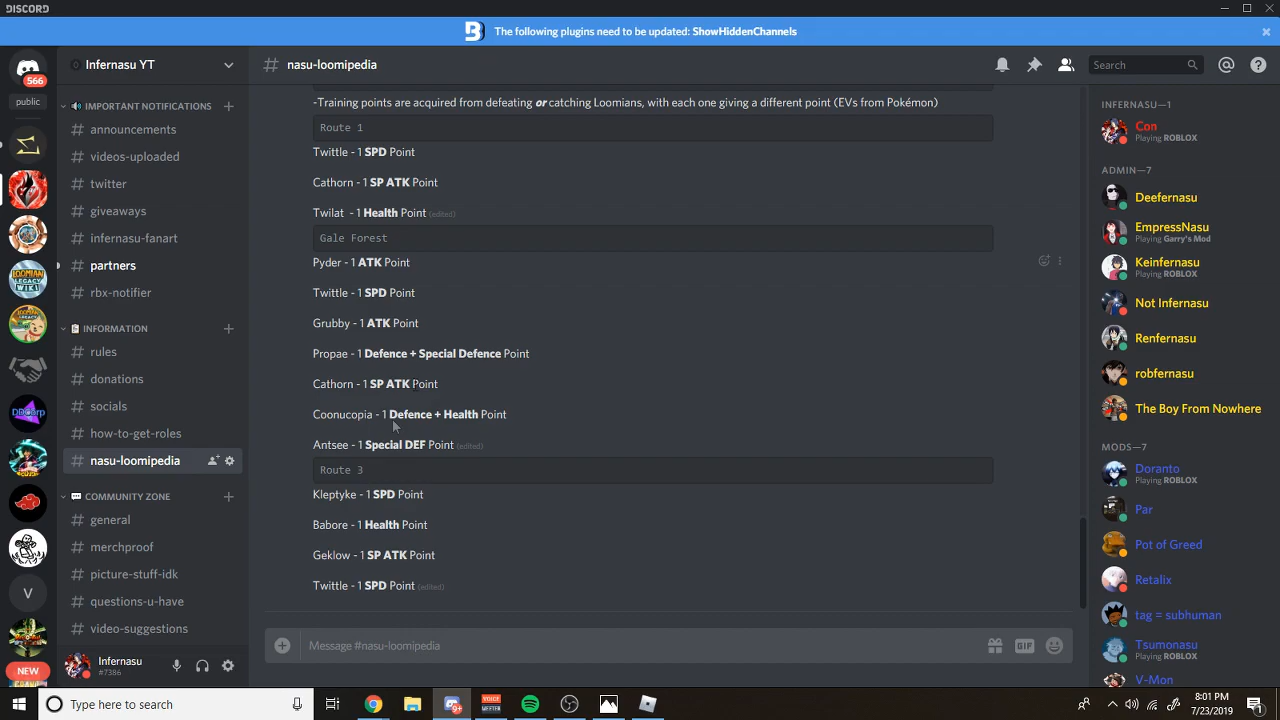 DISCORD
The following plugins need to be updated: ShowHiddenChannels
566
public
NEW
Infernasu YT
IMPORTANT NOTIFICATIONS
# announcements
# videos-uploaded
# twitter
# giveaways
# infernasu-fanart
# partners
# rbx-notifier
INFORMATION
# rules
# donations
# socials
# how-to-get-roles
# nasu-loomipedia
COMMUNITY ZONE
# general
# merchproof
# picture-stuff-idk
# questions-u-have
# video-suggestions
Infernasu
#7386
# nasu-loomipedia
Search
-Training points are acquired from defeating or catching Loomians, with each one giving a different point (EVs from Pokémon)
Route 1
Twittle - 1 SPD Point
Cathorn - 1 SP ATK Point
Twilat - 1 Health Point (edited)
Gale Forest
Pyder - 1 ATK Point
Twittle - 1 SPD Point
Grubby - 1 ATK Point
Propae - 1 Defence + Special Defence Point
Cathorn - 1 SP ATK Point
Coonucopia - 1 Defence + Health Point
Antsee - 1 Special DEF Point (edited)
Route 3
Kleptyke - 1 SPD Point
Babore - 1 Health Point
Geklow - 1 SP ATK Point
Twittle - 1 SPD Point (edited)
Message #nasu-loomipedia
GIF
INFERNASU—1
Con
Playing ROBLOX
ADMIN—7
Deefernasu
EmpressNasu
Playing Garry's Mod
Keinfernasu
Playing ROBLOX
Not Infernasu
Renfernasu
robfernasu
The Boy From Nowhere
MODS—7
Doranto
Playing ROBLOX
Par
Pot of Greed
Retalix
tag = subhuman
Tsumonasu
Playing ROBLOX
V-Mon
Type here to search
8:01 PM
7/23/2019